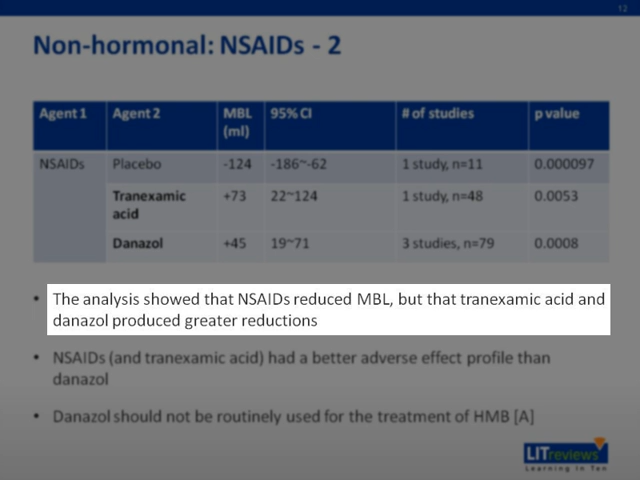 12
Non-hormonal: NSAIDs - 2
Agent 1 Agent 2 MBL (ml) 95% CI # of studies p value
NSAIDs Placebo -124 -186~-62 1 study, n=11 0.000097
Tranexamic acid +73 22~124 1 study, n=48 0.0053
Danazol +45 19~71 3 studies, n=79 0.0008
• The analysis showed that NSAIDs reduced MBL, but that tranexamic acid and
danazol produced greater reductions
• NSAIDs (and tranexamic acid) had a better adverse effect profile than
danazol
• Danazol should not be routinely used for the treatment of HMB [A]
LITreviews
Learning In Ten